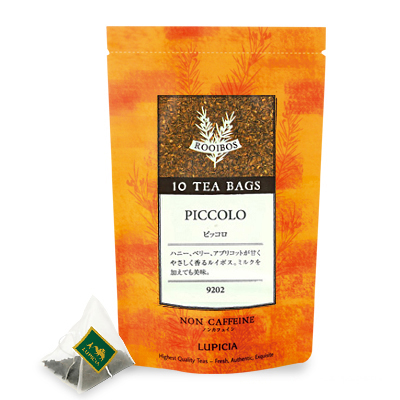 ROOIBOS
10 TEA BAGS
PICCOLO
ピッコロ
ハニー、ベリー、アプリコットが甘く
やさしく香るルイボス。ミルクを
加えても美味。
9202
NON CAFFEINE
ノンカフェイン
LUPICIA
Highest Quality Teas – Fresh, Authentic, Exquisite
LUPICIA